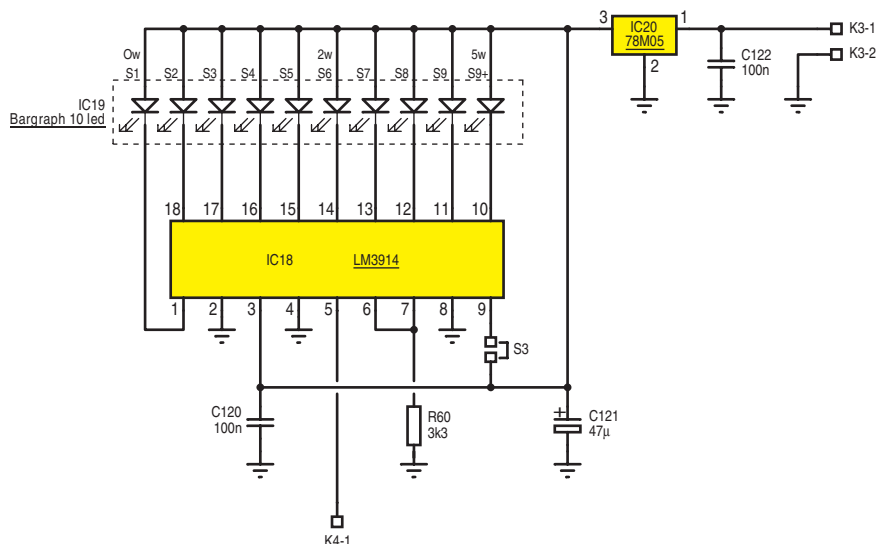 3
IC20
78M05
1
2
K3-1
K3-2
C122
100n
0w
2w
5w
S1
S2
S3
S4
S5
S6
S7
S8
S9
S9+
IC19
Bargraph 10 led
18
17
16
15
14
13
12
11
10
IC18
LM3914
1
2
3
4
5
6
7
8
9
S3
C120
100n
R60
3k3
+
C121
47µ
K4-1